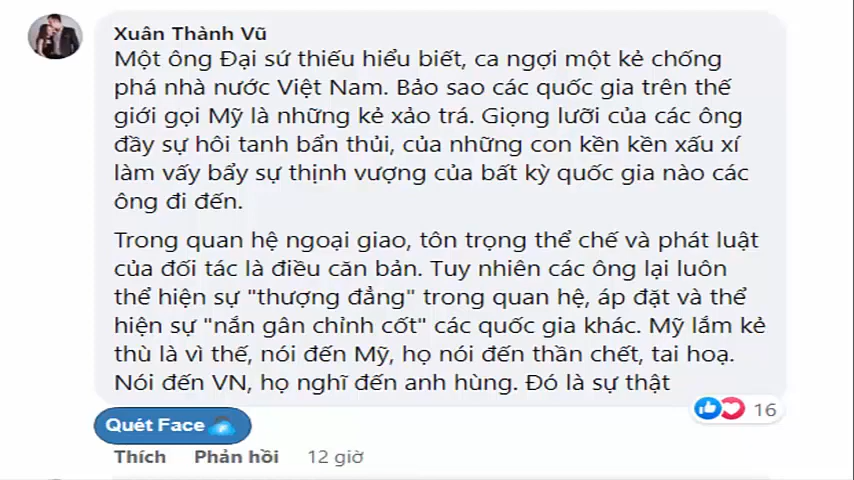 Xuân Thành Vũ
Một ông Đại sứ thiếu hiểu biết, ca ngợi một kẻ chống
phá nhà nước Việt Nam. Bảo sao các quốc gia trên thế
giới gọi Mỹ là những kẻ xảo trá. Giọng lưỡi của các ông
đầy sự hôi tanh bẩn thủi, của những con kền kền xấu xí
làm vấy bẩy sự thịnh vượng của bất kỳ quốc gia nào các
ông đi đến.
Trong quan hệ ngoại giao, tôn trọng thể chế và phát luật
của đối tác là điều căn bản. Tuy nhiên các ông lại luôn
thể hiện sự "thượng đẳng" trong quan hệ, áp đặt và thể
hiện sự "nắn gân chỉnh cốt" các quốc gia khác. Mỹ lắm kẻ
thù là vì thế, nói đến Mỹ, họ nói đến thần chết, tai hoạ.
Nói đến VN, họ nghĩ đến anh hùng. Đó là sự thật
16
Quét Face
Thích Phản hồi 12 giờ